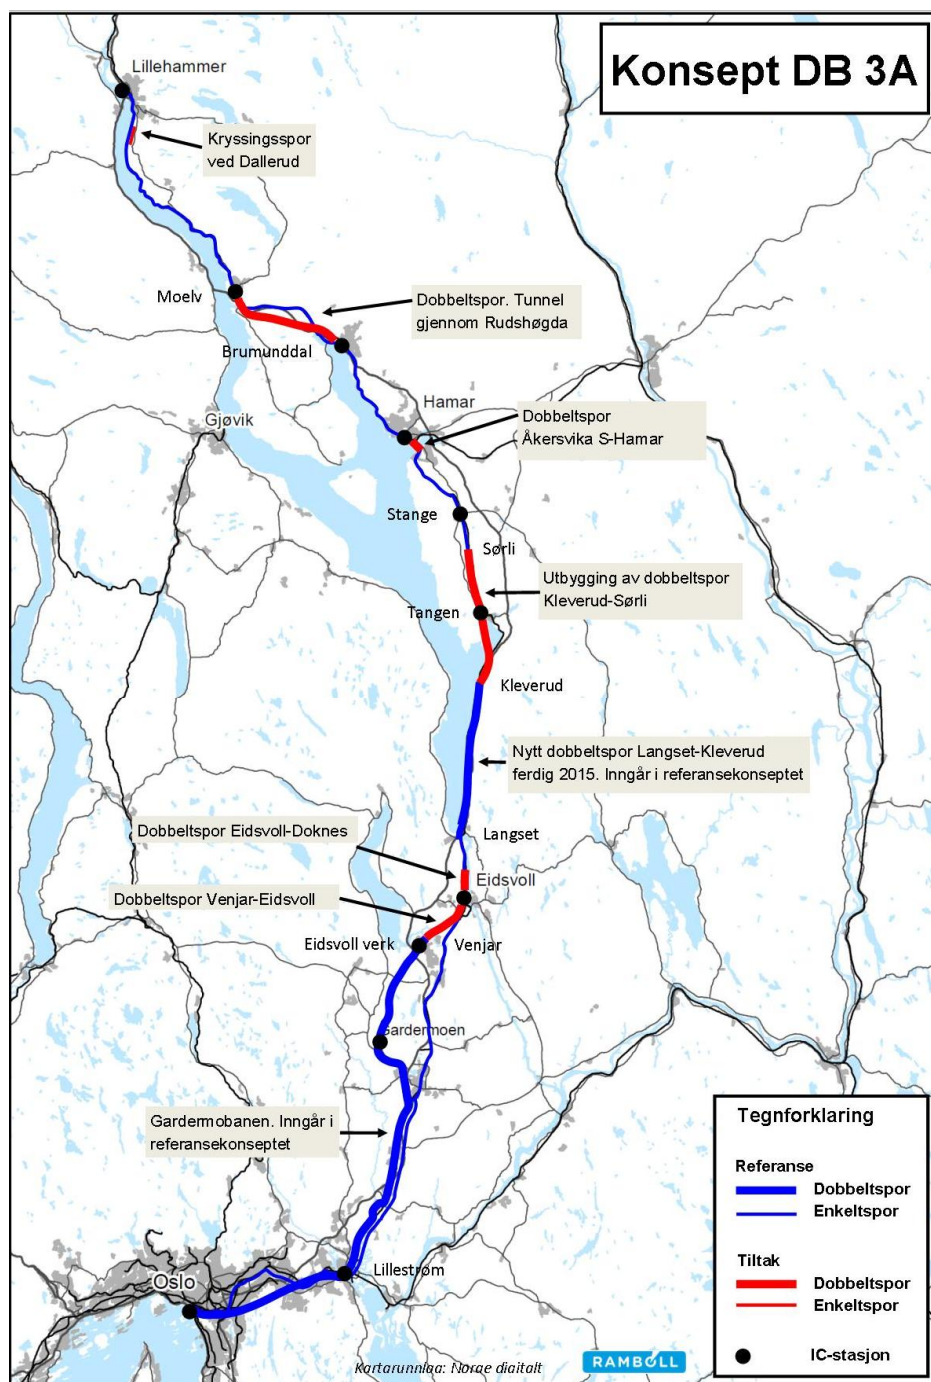 Konsept DB 3A
Lillehammer
Kryssingsspor
ved Dallerud
Moelv
Dobbeltspor. Tunnel
gjennom Rudshøgda
Brumunddal
Hamar
Gjøvik
Dobbeltspor
Åkersvika S-Hamar
Stange
Sørli
Utbygging av dobbeltspor
Kleverud-Sørli
Tangen
Kleverud
Nytt dobbeltspor Langset-Kleverud
ferdig 2015. Inngår i referansekonseptet
Dobbeltspor Eidsvoll-Doknes
Langset
Eidsvoll
Dobbeltspor Venjar-Eidsvoll
Eidsvoll verk
Venjar
Gardermoen
Gardermobanen. Inngår i
referansekonseptet
Lillestrøm
Oslo
Tegnforklaring
Referanse
Dobbeltspor
Enkeltspor
Tiltak
Dobbeltspor
Enkeltspor
IC-stasjon
Kartgrunnlag: Norge digitalt
RAMBOLL